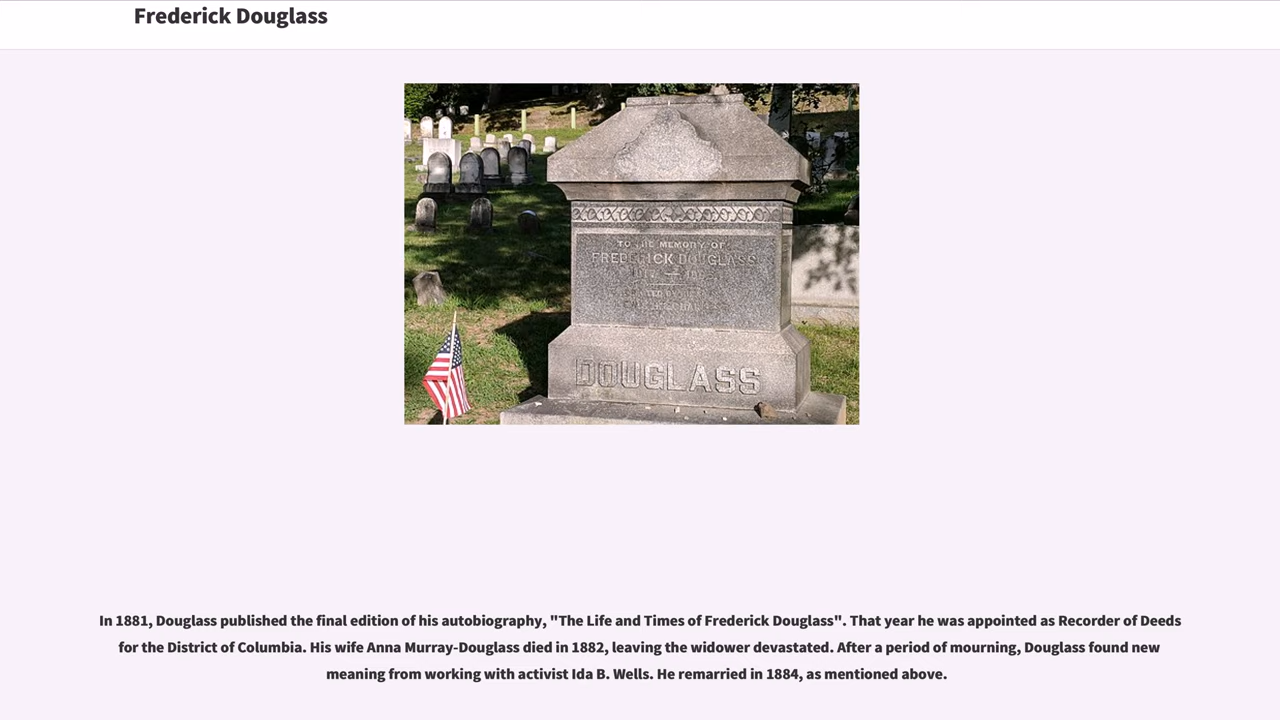 Frederick Douglass
TO THE MEMORY OF
FREDERICK DOUGLASS
DOUGLASS
In 1881, Douglass published the final edition of his autobiography, "The Life and Times of Frederick Douglass". That year he was appointed as Recorder of Deeds
for the District of Columbia. His wife Anna Murray-Douglass died in 1882, leaving the widower devastated. After a period of mourning, Douglass found new
meaning from working with activist Ida B. Wells. He remarried in 1884, as mentioned above.